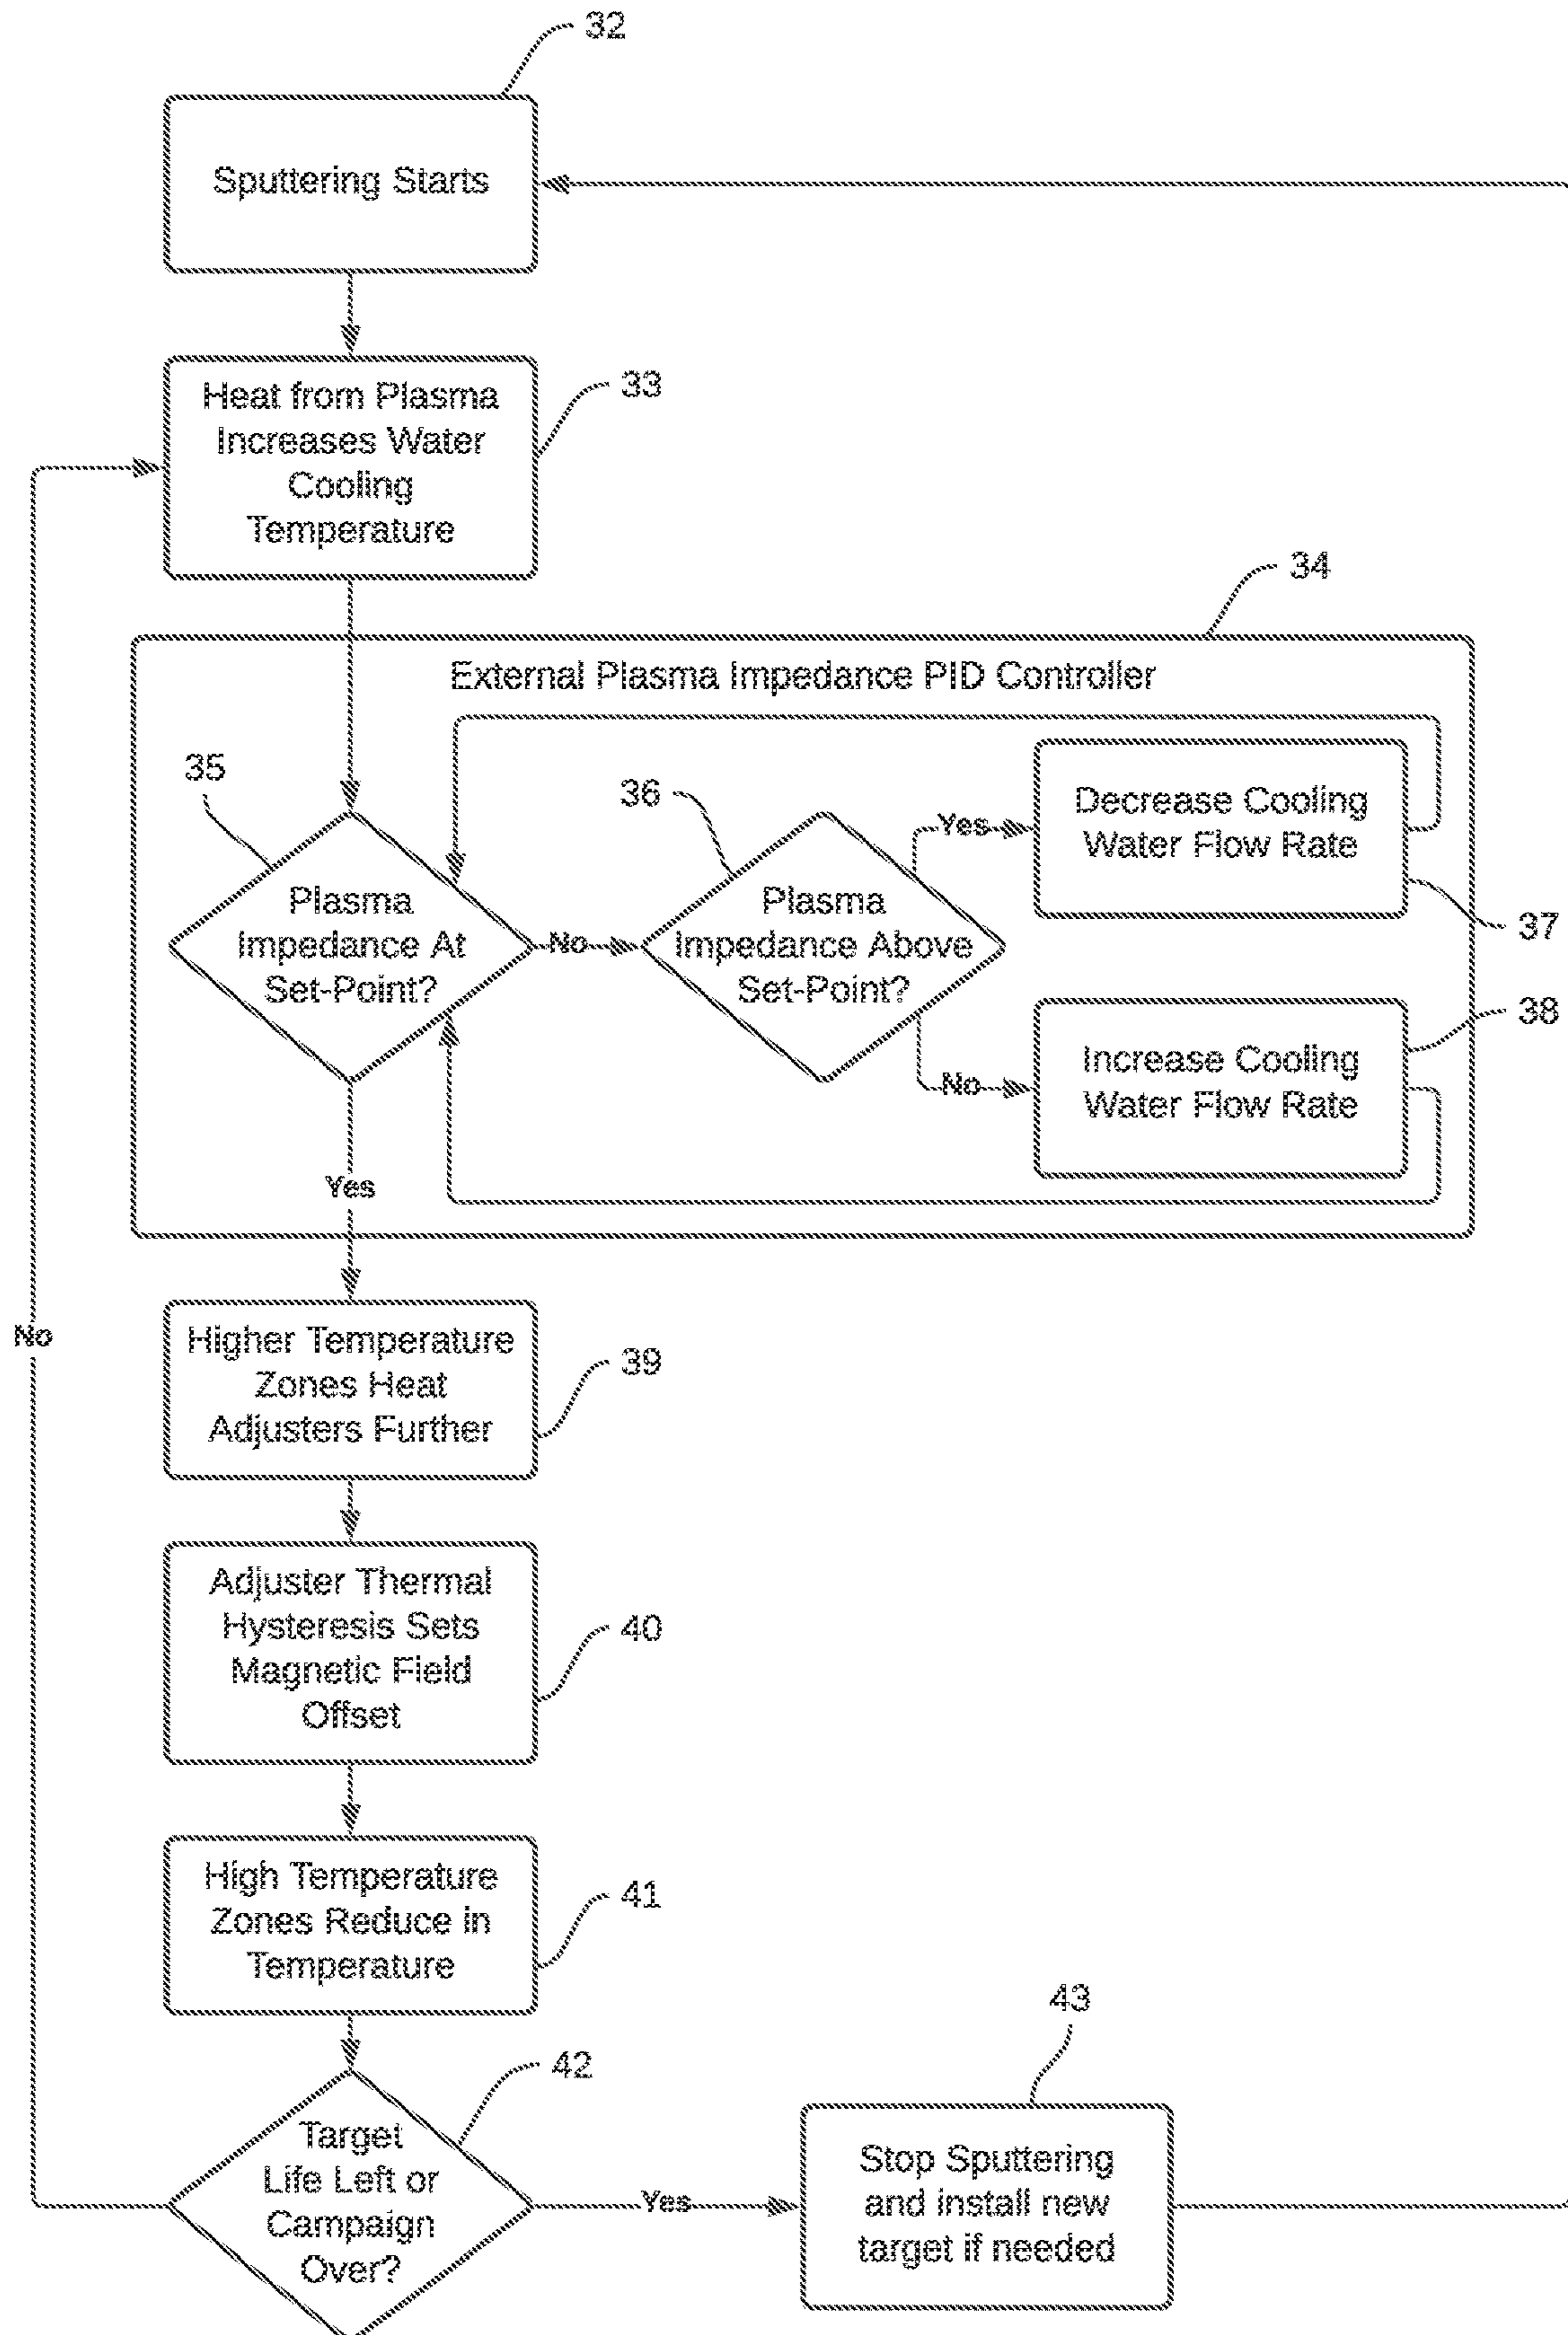 32
Sputtering Starts
33
Heat from Plasma
Increases Water
Cooling
Temperature
34
External Plasma Impedance PID Controller
35
Plasma
Impedance At
Set-Point?
No
36
Plasma
Impedance Above
Set-Point?
Yes
Decrease Cooling
Water Flow Rate
37
No
Increase Cooling
Water Flow Rate
38
Yes
No
Higher Temperature
Zones Heat
Adjusters Further
39
Adjuster Thermal
Hysteresis Sets
Magnetic Field
Offset
40
High Temperature
Zones Reduce in
Temperature
41
42
Target
Life Left or
Campaign
Over?
Yes
43
Stop Sputtering
and install new
target if needed